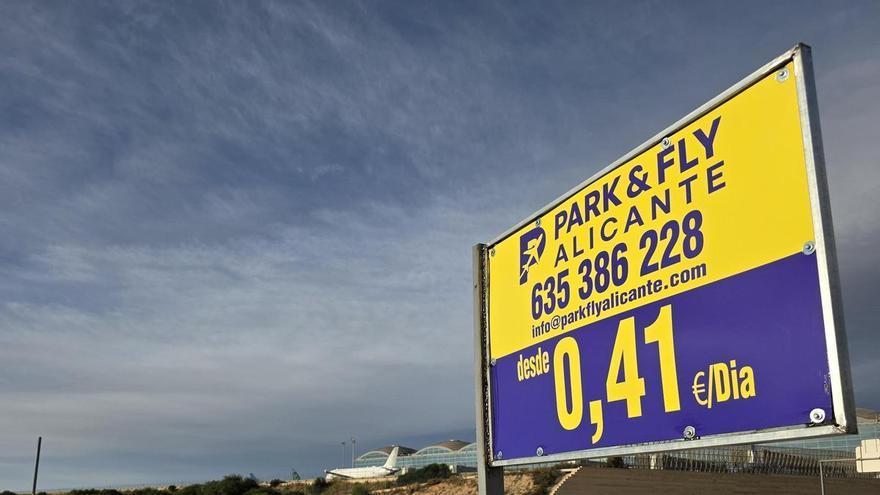 PARK & FLY
ALICANTE
635 386 228
info@parkflyalicante.com
desde 0,41 €/Dia